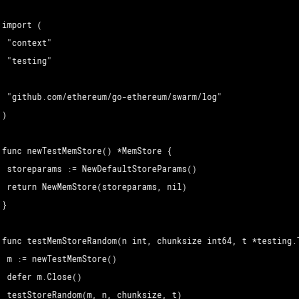 import (
"context"
"testing"
"github.com/ethereum/go-ethereum/swarm/log"
)
func newTestMemStore() *MemStore {
storeparams := NewDefaultStoreParams()
return NewMemStore(storeparams, nil)
}
func testMemStoreRandom(n int, chunksize int64, t *testing.
m := newTestMemStore()
defer m.Close()
testStoreRandom(m, n, chunksize, t)